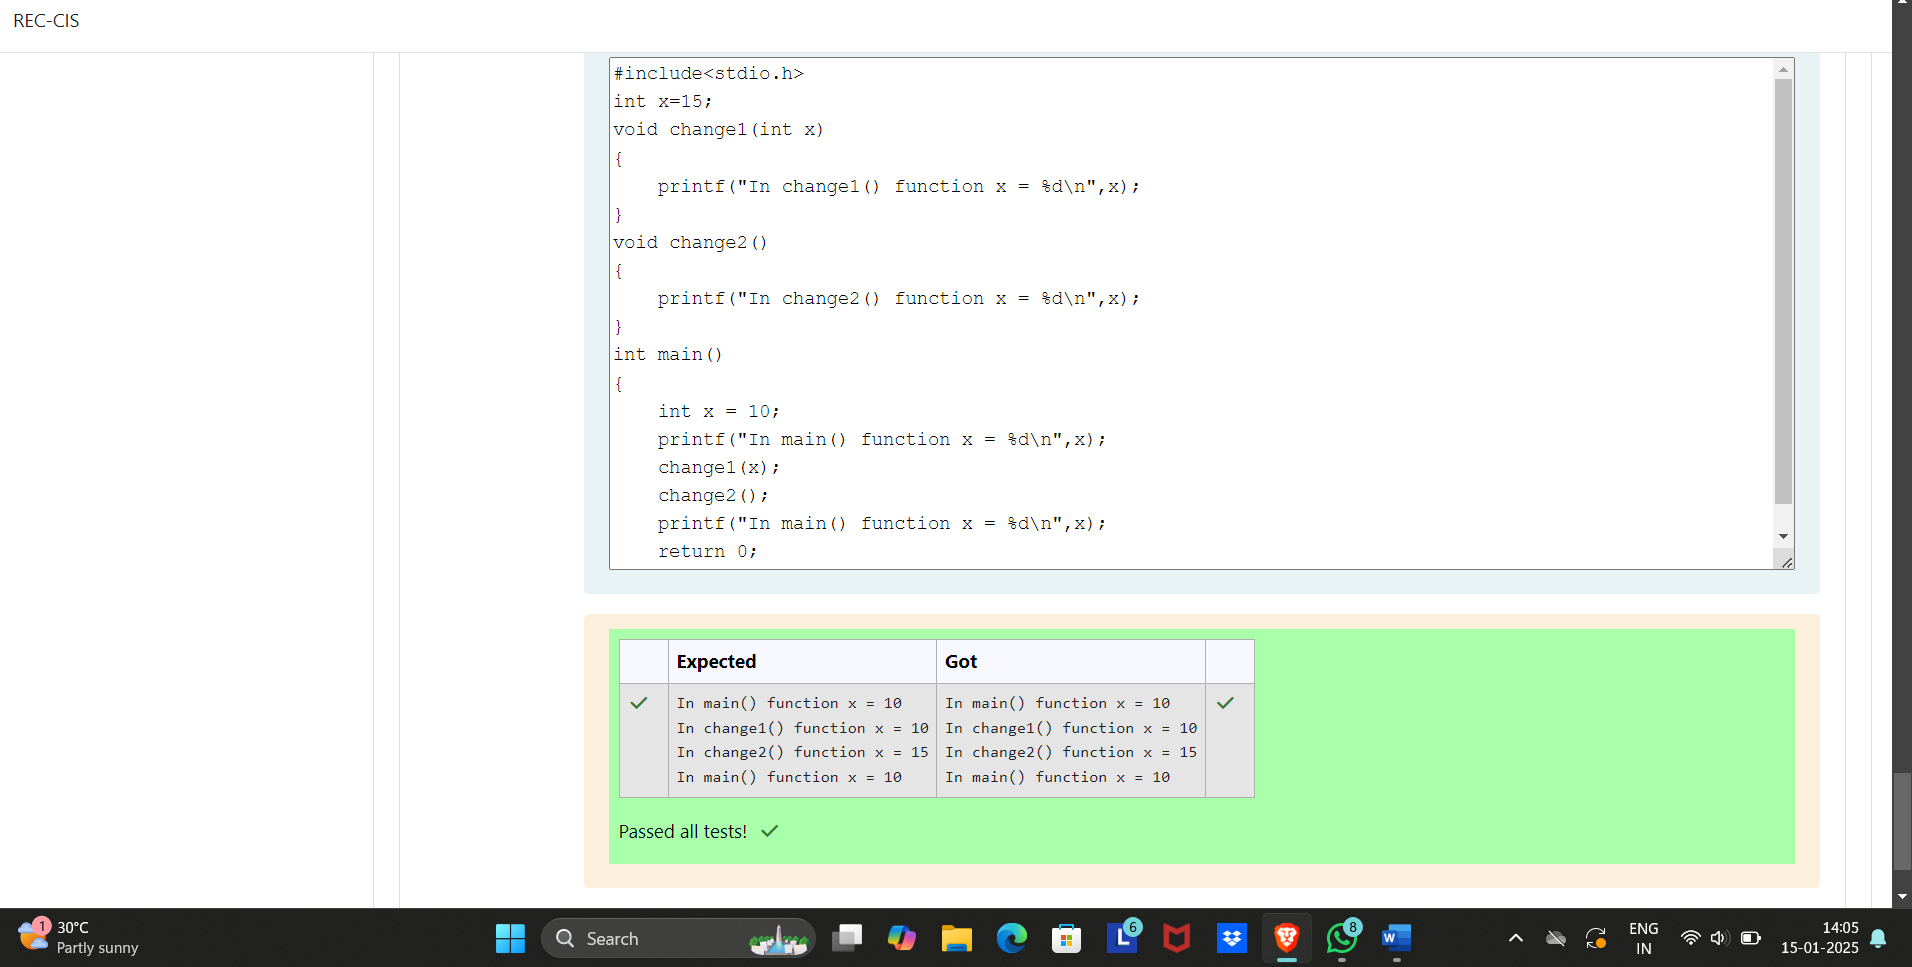 REC-CIS
#include<stdio.h>
int x=15;
void change1(int x)
{
    printf("In change1() function x = %d\n",x);
}
void change2()
{
    printf("In change2() function x = %d\n",x);
}
int main()
{
    int x = 10;
    printf("In main() function x = %d\n",x);
    change1(x);
    change2();
    printf("In main() function x = %d\n",x);
    return 0;
Expected Got
In main() function x = 10 In main() function x = 10
In change1() function x = 10 In change1() function x = 10
In change2() function x = 15 In change2() function x = 15
In main() function x = 10 In main() function x = 10
Passed all tests!
1
30°C
Partly sunny
Search
L 6
8
W
ENG
IN
14:05
15-01-2025